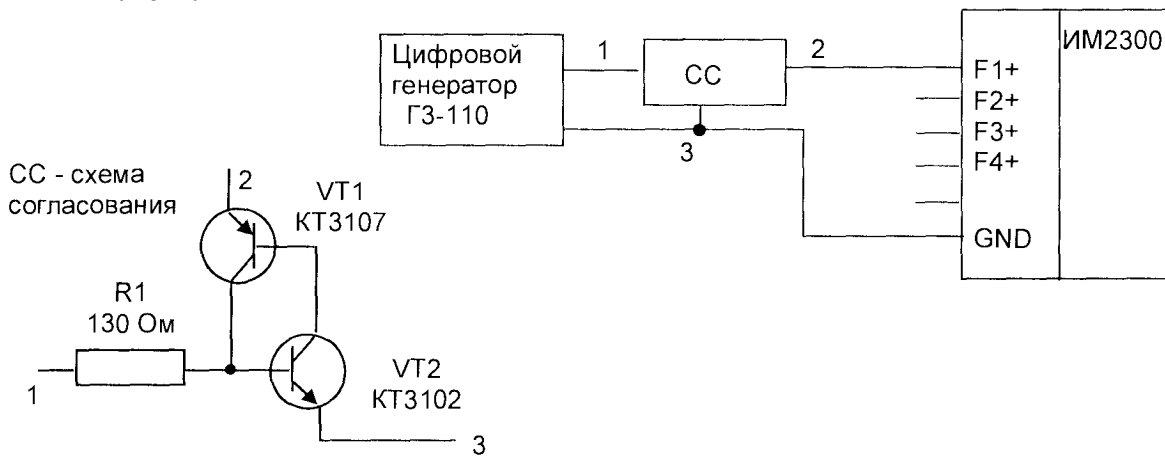 Цифровой
генератор
Г3-110
1
СС
2
3
ИМ2300
F1+
F2+
F3+
F4+
GND
СС - схема
согласования
2
VT1
КТ3107
R1
130 Ом
1
VT2
КТ3102
3